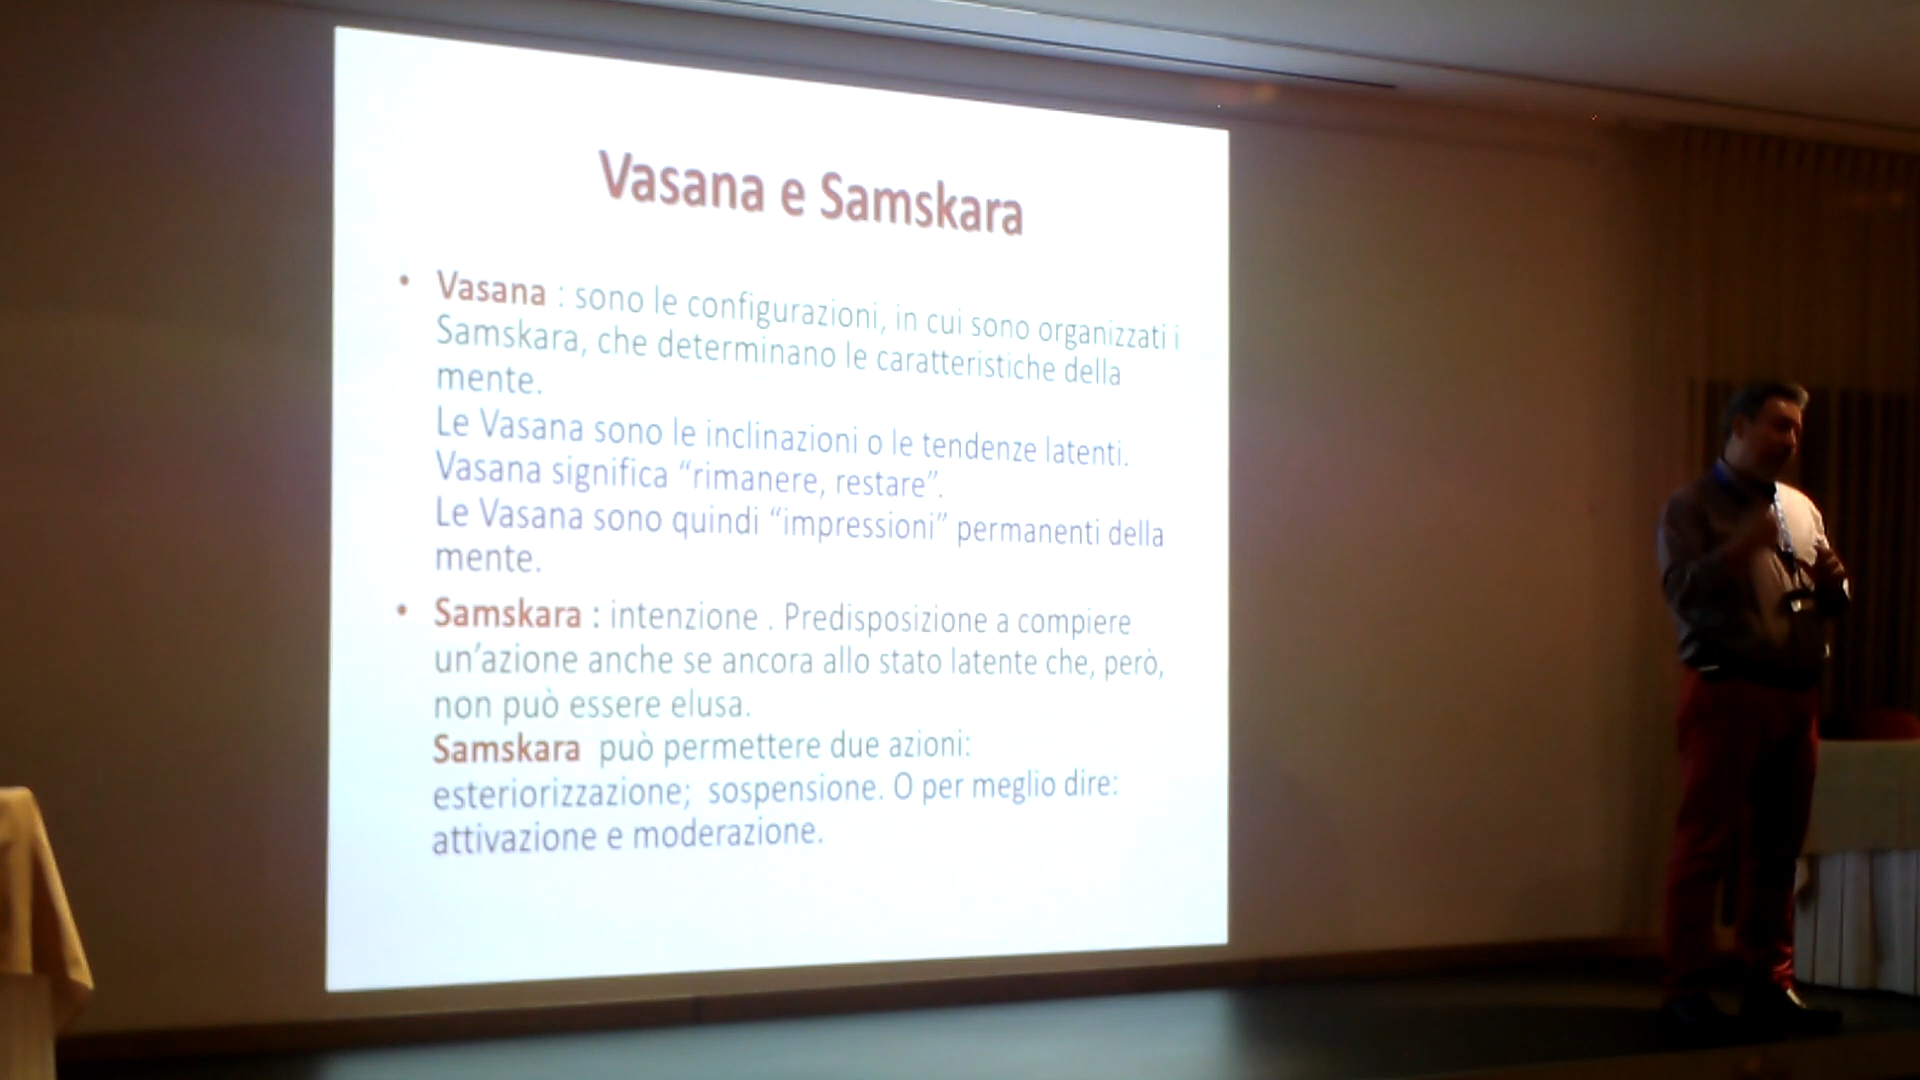 Vasana e Samskara
• Vasana : sono le configurazioni, in cui sono organizzati i
Samskara, che determinano le caratteristiche della
mente.
Le Vasana sono le inclinazioni o le tendenze latenti.
Vasana significa “rimanere, restare”.
Le Vasana sono quindi “impressioni” permanenti della
mente.
• Samskara : intenzione . Predisposizione a compiere
un’azione anche se ancora allo stato latente che, però,
non può essere elusa.
Samskara può permettere due azioni:
esteriorizzazione; sospensione. O per meglio dire:
attivazione e moderazione.